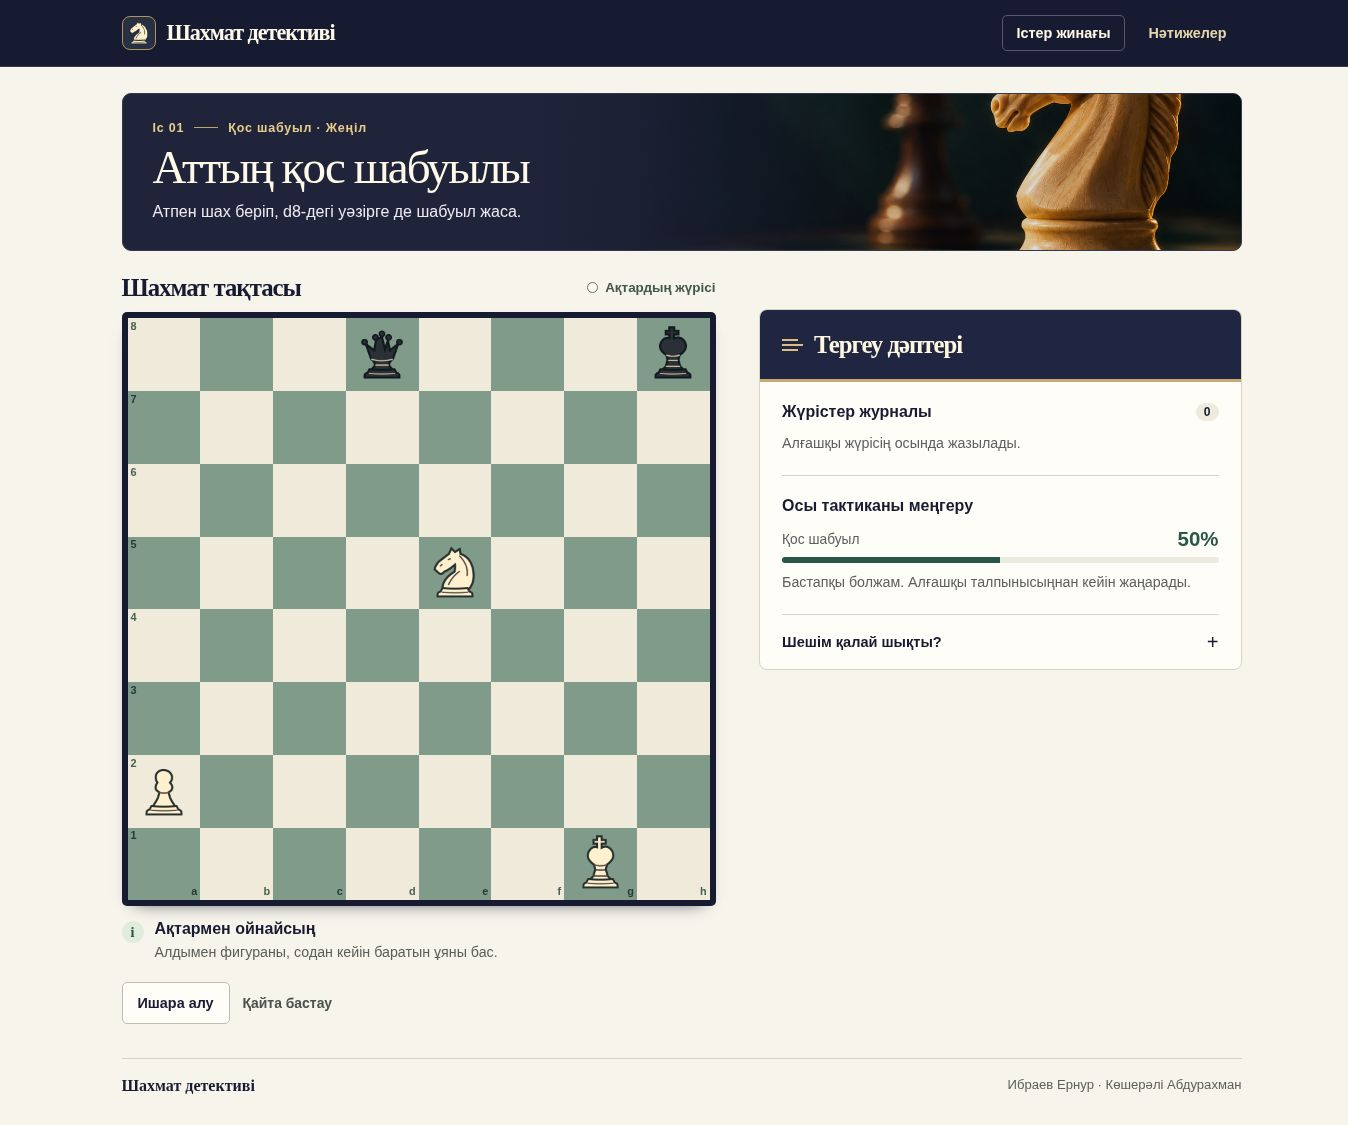 Шахмат детективі
Істер жинағы
Нәтижелер
Іс 01 — Қос шабуыл · Жеңіл
Аттың қос шабуылы
Атпен шах беріп, d8-дегі уәзірге де шабуыл жаса.
Шахмат тақтасы
Ақтардың жүрісі
8
7
6
5
4
3
2
1
a b c d e f g h
i Ақтармен ойнайсың
Алдымен фигураны, содан кейін баратын ұяны бас.
Ишара алу
Қайта бастау
Тергеу дәптері
Жүрістер журналы 0
Алғашқы жүрісің осында жазылады.
Осы тактиканы меңгеру
Қос шабуыл 50%
Бастапқы болжам. Алғашқы талпынысыңнан кейін жаңарады.
Шешім қалай шықты? +
Шахмат детективі
Ибраев Ернур · Көшерәлі Абдурахман